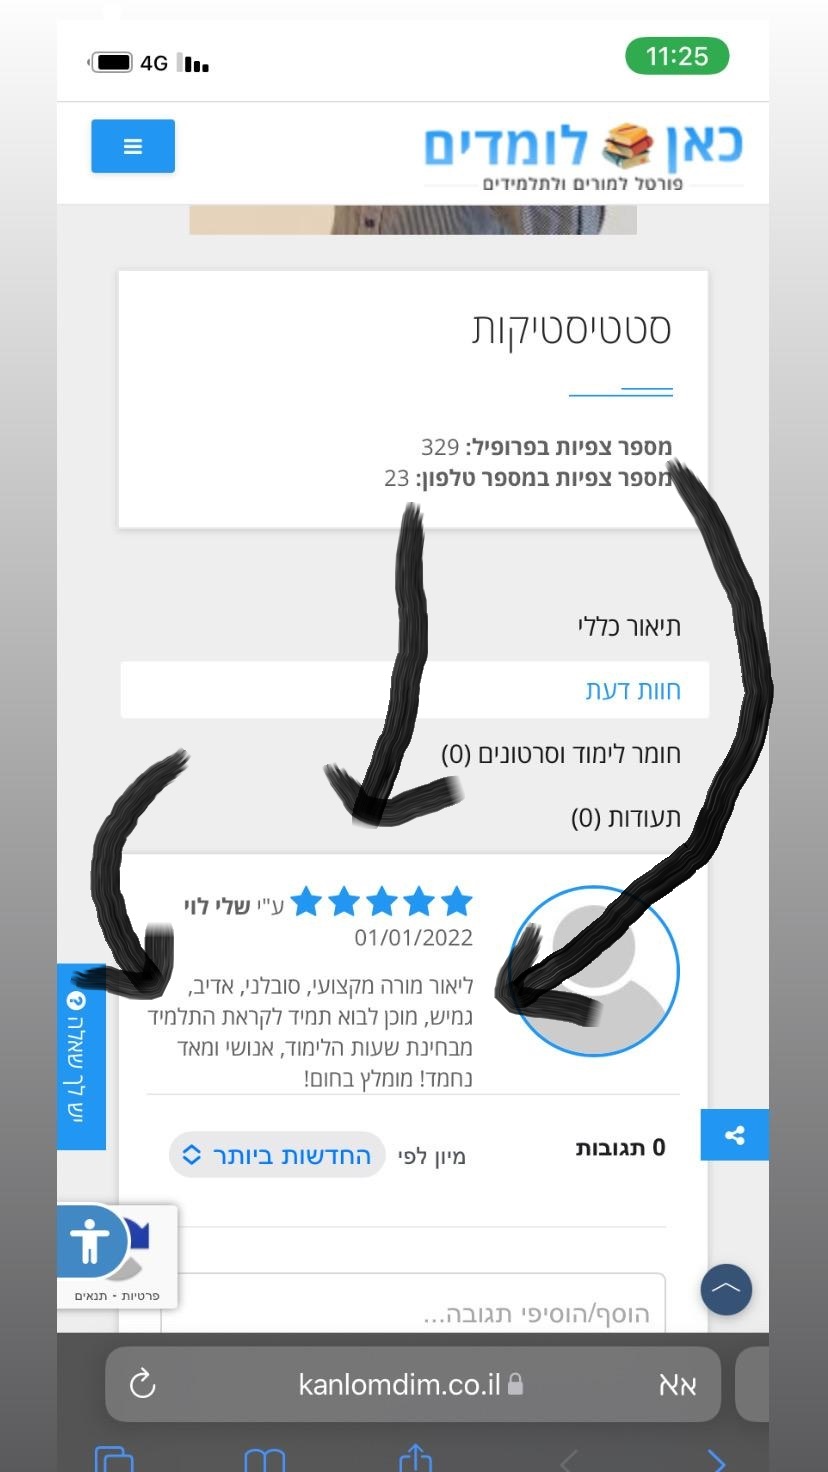 4G
11:25
כאן לומדים
פורטל למורים ולתלמידים
סטטיסטיקות
מספר צפיות בפרופיל: 329
מספר צפיות במספר טלפון: 23
תיאור כללי
חוות דעת
חומר לימוד וסרטונים (0)
תעודות (0)
ע"י שלי לוי
01/01/2022
ליאור מורה מקצועי, סובלני, אדיב,
גמיש, מוכן לבוא תמיד לקראת התלמיד
מבחינת שעות הלימוד, אנושי ומאד
נחמד! מומלץ בחום!
יש לך שאלה
0 תגובות
מיון לפי
החדשות ביותר
פרטיות - תנאים
הוסף/הוסיפי תגובה...
אא
kanlomdim.co.il